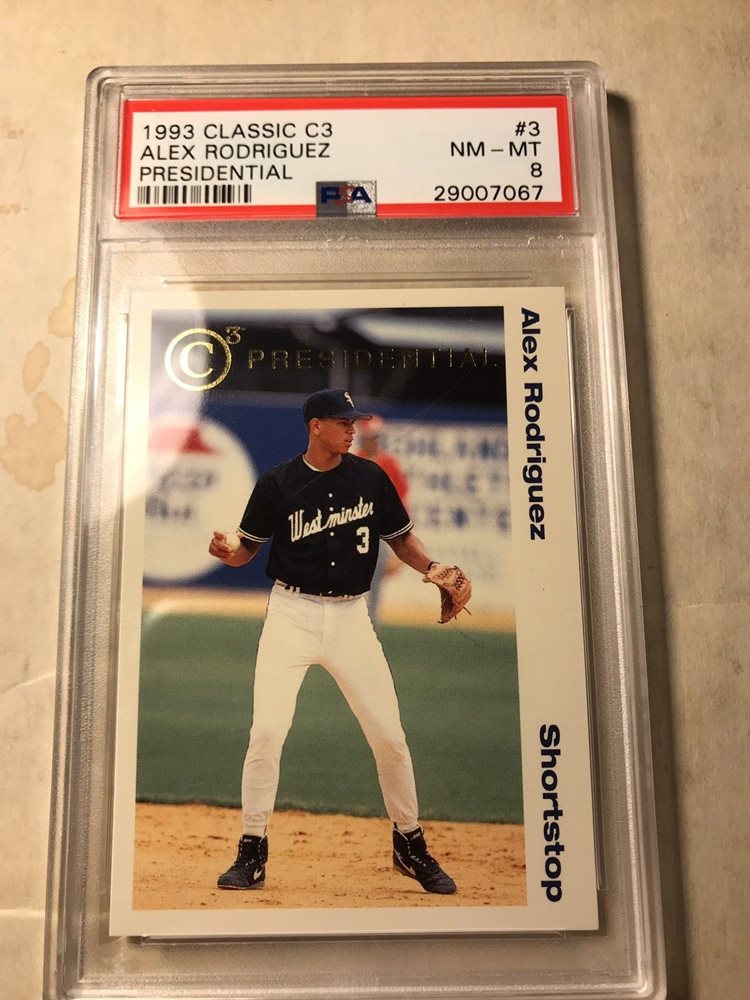 1993 CLASSIC C3 #3
ALEX RODRIGUEZ NM - MT
PRESIDENTIAL 8
PSA 29007067
C3 PRESIDENTIAL
Alex Rodriguez
Shortstop
Westminster
3